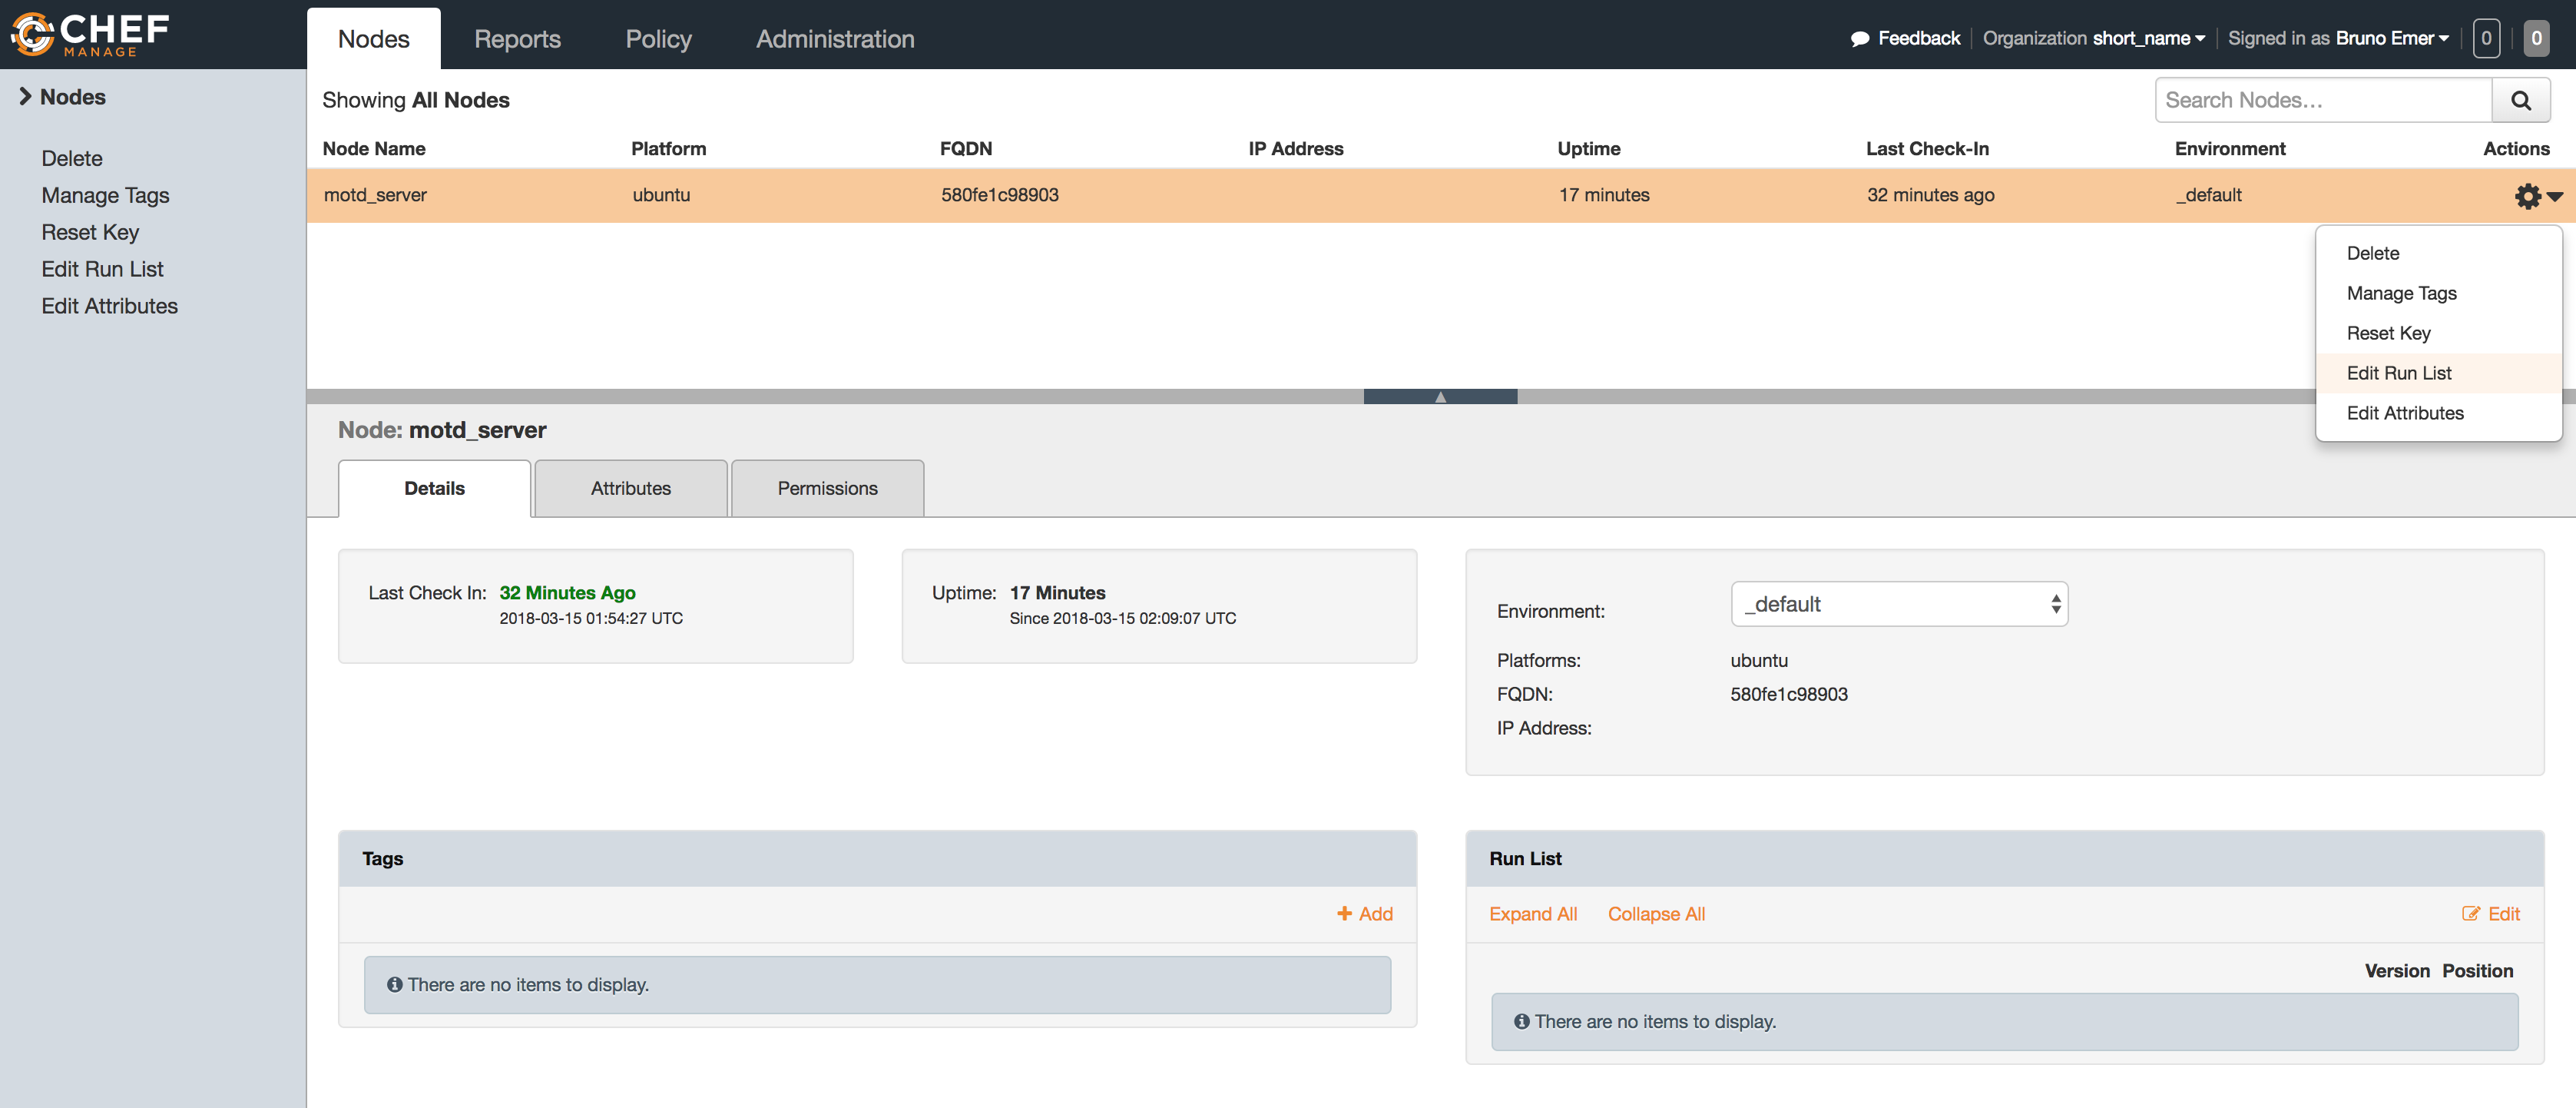 CHEF
MANAGE
Nodes Reports Policy Administration
Feedback Organization short_name Signed in as Bruno Emer 0 0
Nodes
Delete
Manage Tags
Reset Key
Edit Run List
Edit Attributes
Showing All Nodes
Search Nodes...
Node Name Platform FQDN IP Address Uptime Last Check-In Environment Actions
motd_server ubuntu 580fe1c98903 17 minutes 32 minutes ago _default
Delete
Manage Tags
Reset Key
Edit Run List
Edit Attributes
Node: motd_server
Details Attributes Permissions
Last Check In: 32 Minutes Ago
2018-03-15 01:54:27 UTC
Uptime: 17 Minutes
Since 2018-03-15 02:09:07 UTC
Environment: _default
Platforms: ubuntu
FQDN: 580fe1c98903
IP Address:
Tags
Add
There are no items to display.
Run List
Expand All Collapse All Edit
Version Position
There are no items to display.